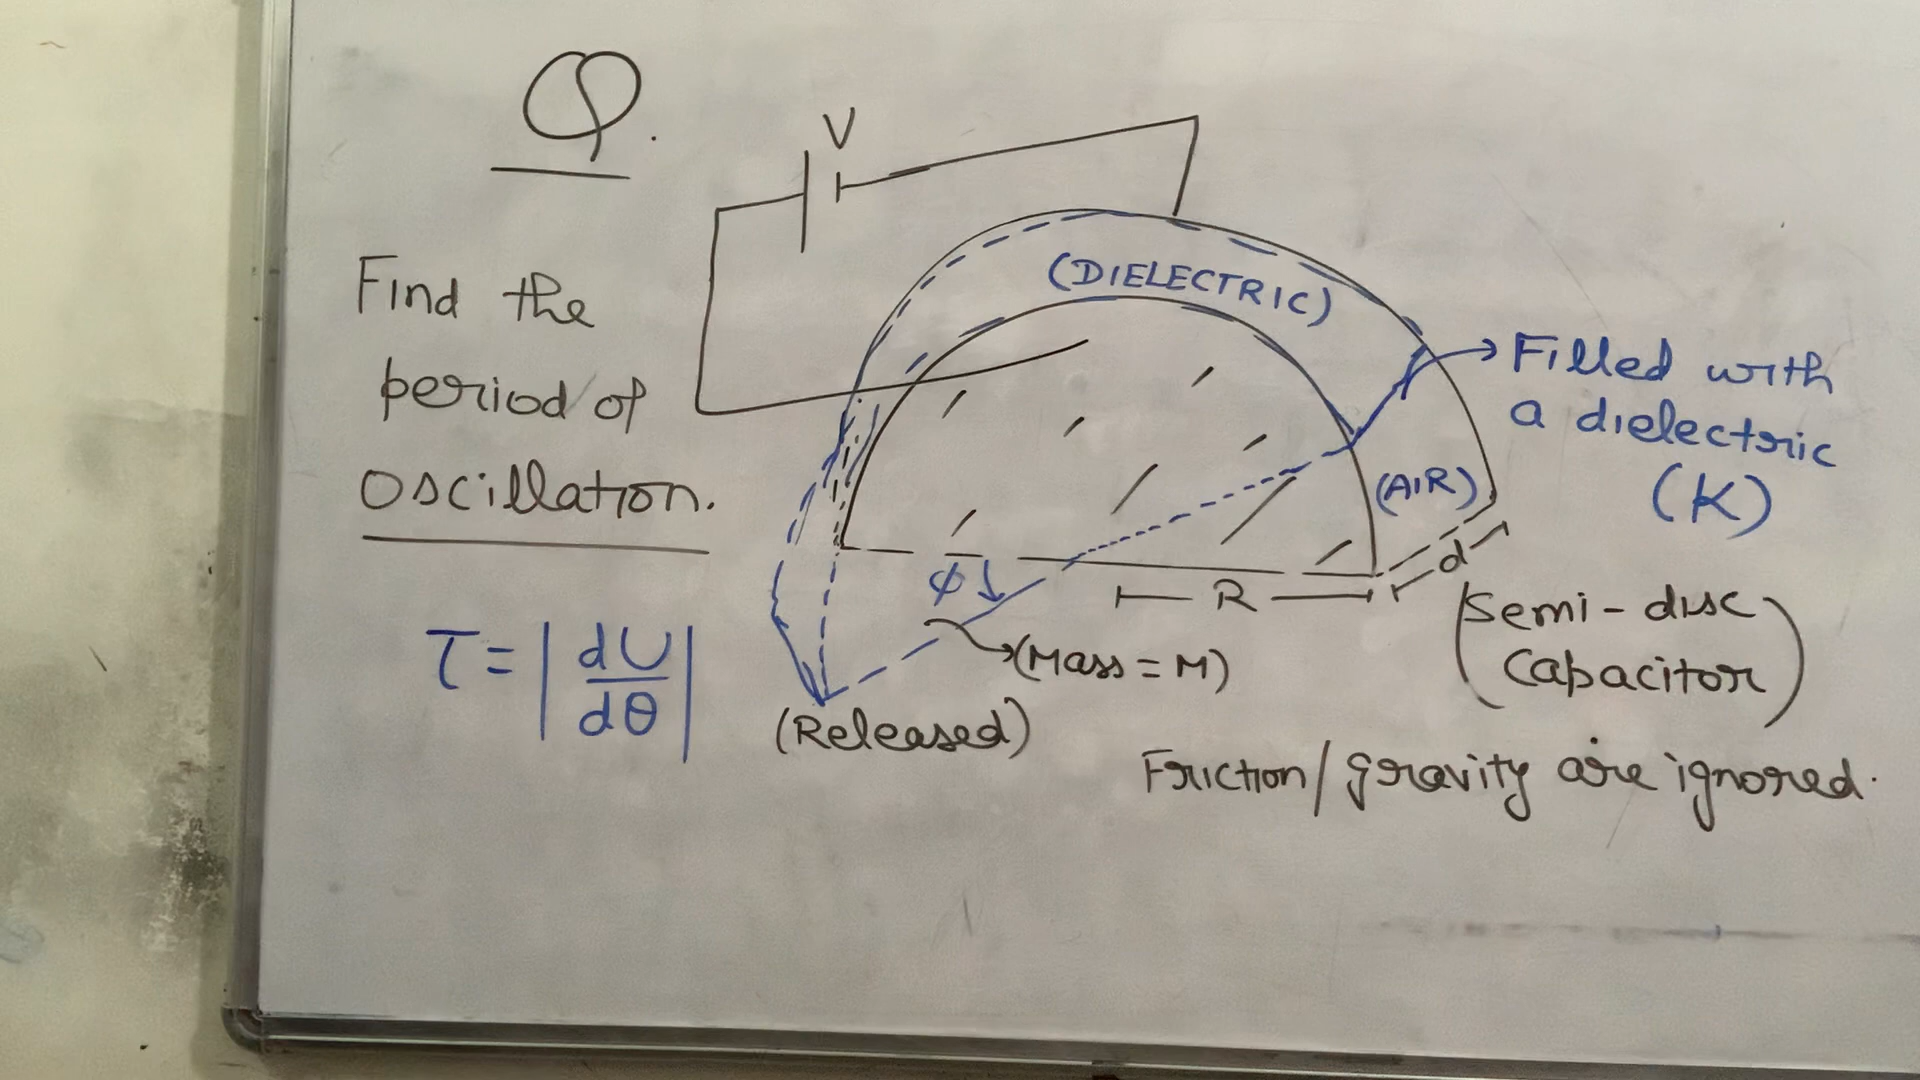 Q.
V
Find the
period of
oscillation.
(DIELECTRIC)
Filled with
a dielectric
(K)
(AIR)
d
R
ϕ
(Mass = M)
(Released)
τ = | dU / dθ |
(Semi-disc
Capacitor)
Friction/gravity are ignored.